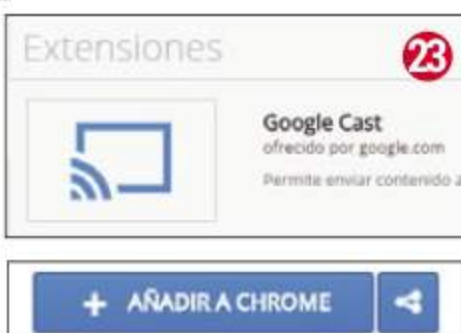 Extensiones
23
Google Cast
ofrecido por google.com
Permite enviar contenido a
+ AÑADIR A CHROME